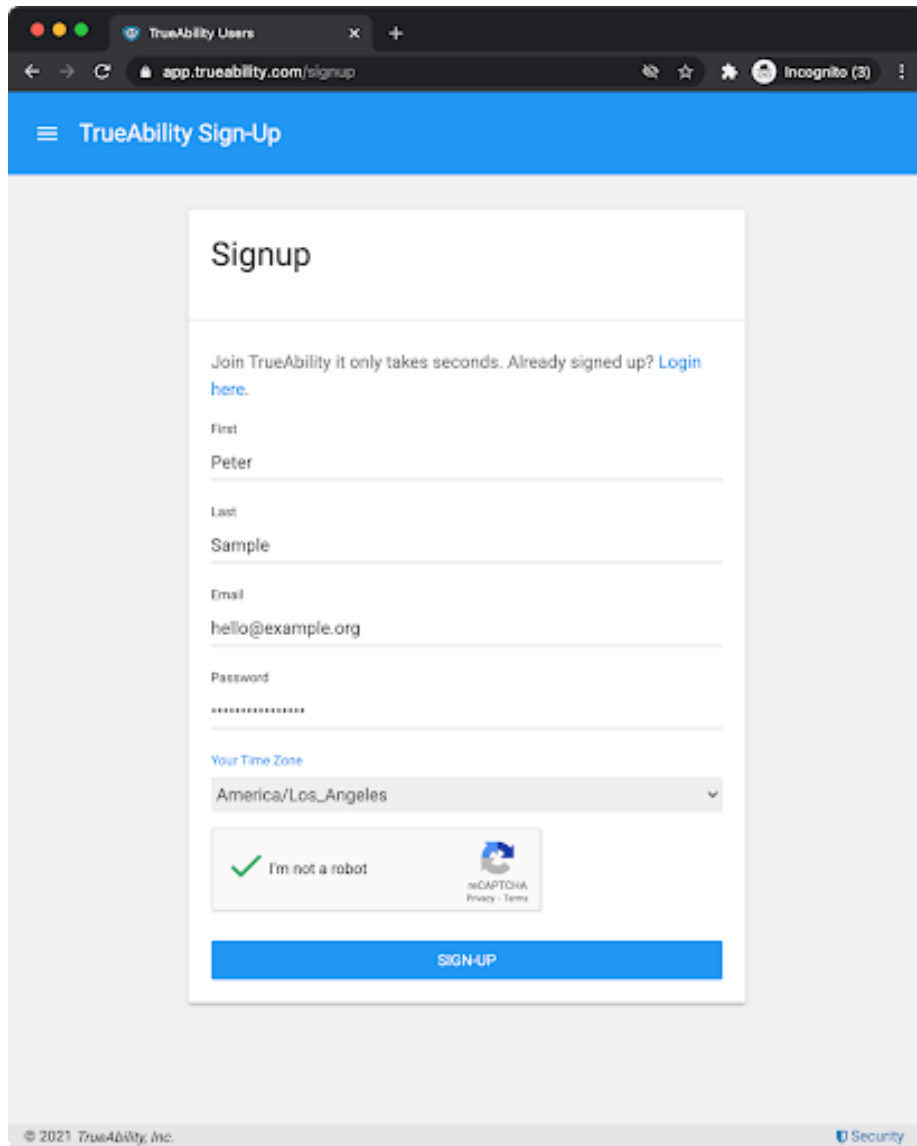 TrueAbility Users
app.trueability.com/signup
Incognito (3)
TrueAbility Sign-Up
Signup
Join TrueAbility it only takes seconds. Already signed up? Login
here.
First
Peter
Last
Sample
Email
hello@example.org
Password
••••••••••••••••
Your Time Zone
America/Los_Angeles
I'm not a robot
reCAPTCHA
Privacy - Terms
SIGN-UP
© 2021 TrueAbility, Inc.
Security